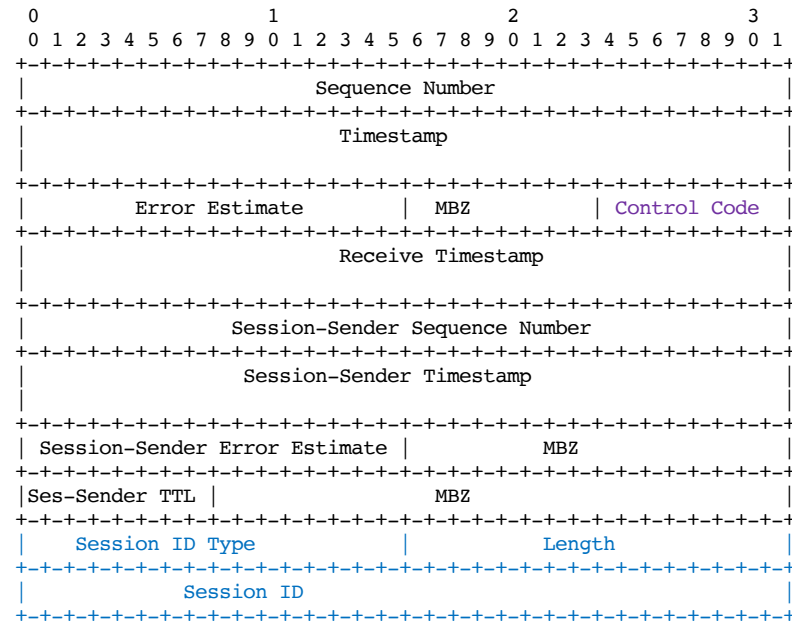 0                   1                   2                   3
 0 1 2 3 4 5 6 7 8 9 0 1 2 3 4 5 6 7 8 9 0 1 2 3 4 5 6 7 8 9 0 1
+-+-+-+-+-+-+-+-+-+-+-+-+-+-+-+-+-+-+-+-+-+-+-+-+-+-+-+-+-+-+-+-+
|                        Sequence Number                        |
+-+-+-+-+-+-+-+-+-+-+-+-+-+-+-+-+-+-+-+-+-+-+-+-+-+-+-+-+-+-+-+-+
|                          Timestamp                            |
|                                                               |
+-+-+-+-+-+-+-+-+-+-+-+-+-+-+-+-+-+-+-+-+-+-+-+-+-+-+-+-+-+-+-+-+
|         Error Estimate        |  MBZ          | Control Code  |
+-+-+-+-+-+-+-+-+-+-+-+-+-+-+-+-+-+-+-+-+-+-+-+-+-+-+-+-+-+-+-+-+
|                          Receive Timestamp                    |
|                                                               |
+-+-+-+-+-+-+-+-+-+-+-+-+-+-+-+-+-+-+-+-+-+-+-+-+-+-+-+-+-+-+-+-+
|                 Session-Sender Sequence Number                |
+-+-+-+-+-+-+-+-+-+-+-+-+-+-+-+-+-+-+-+-+-+-+-+-+-+-+-+-+-+-+-+-+
|                  Session-Sender Timestamp                     |
|                                                               |
+-+-+-+-+-+-+-+-+-+-+-+-+-+-+-+-+-+-+-+-+-+-+-+-+-+-+-+-+-+-+-+-+
| Session-Sender Error Estimate |           MBZ                 |
+-+-+-+-+-+-+-+-+-+-+-+-+-+-+-+-+-+-+-+-+-+-+-+-+-+-+-+-+-+-+-+-+
|Ses-Sender TTL |                  MBZ                          |
+-+-+-+-+-+-+-+-+-+-+-+-+-+-+-+-+-+-+-+-+-+-+-+-+-+-+-+-+-+-+-+-+
|    Session ID Type            |           Length              |
+-+-+-+-+-+-+-+-+-+-+-+-+-+-+-+-+-+-+-+-+-+-+-+-+-+-+-+-+-+-+-+-+
|             Session ID                                        |
+-+-+-+-+-+-+-+-+-+-+-+-+-+-+-+-+-+-+-+-+-+-+-+-+-+-+-+-+-+-+-+-+